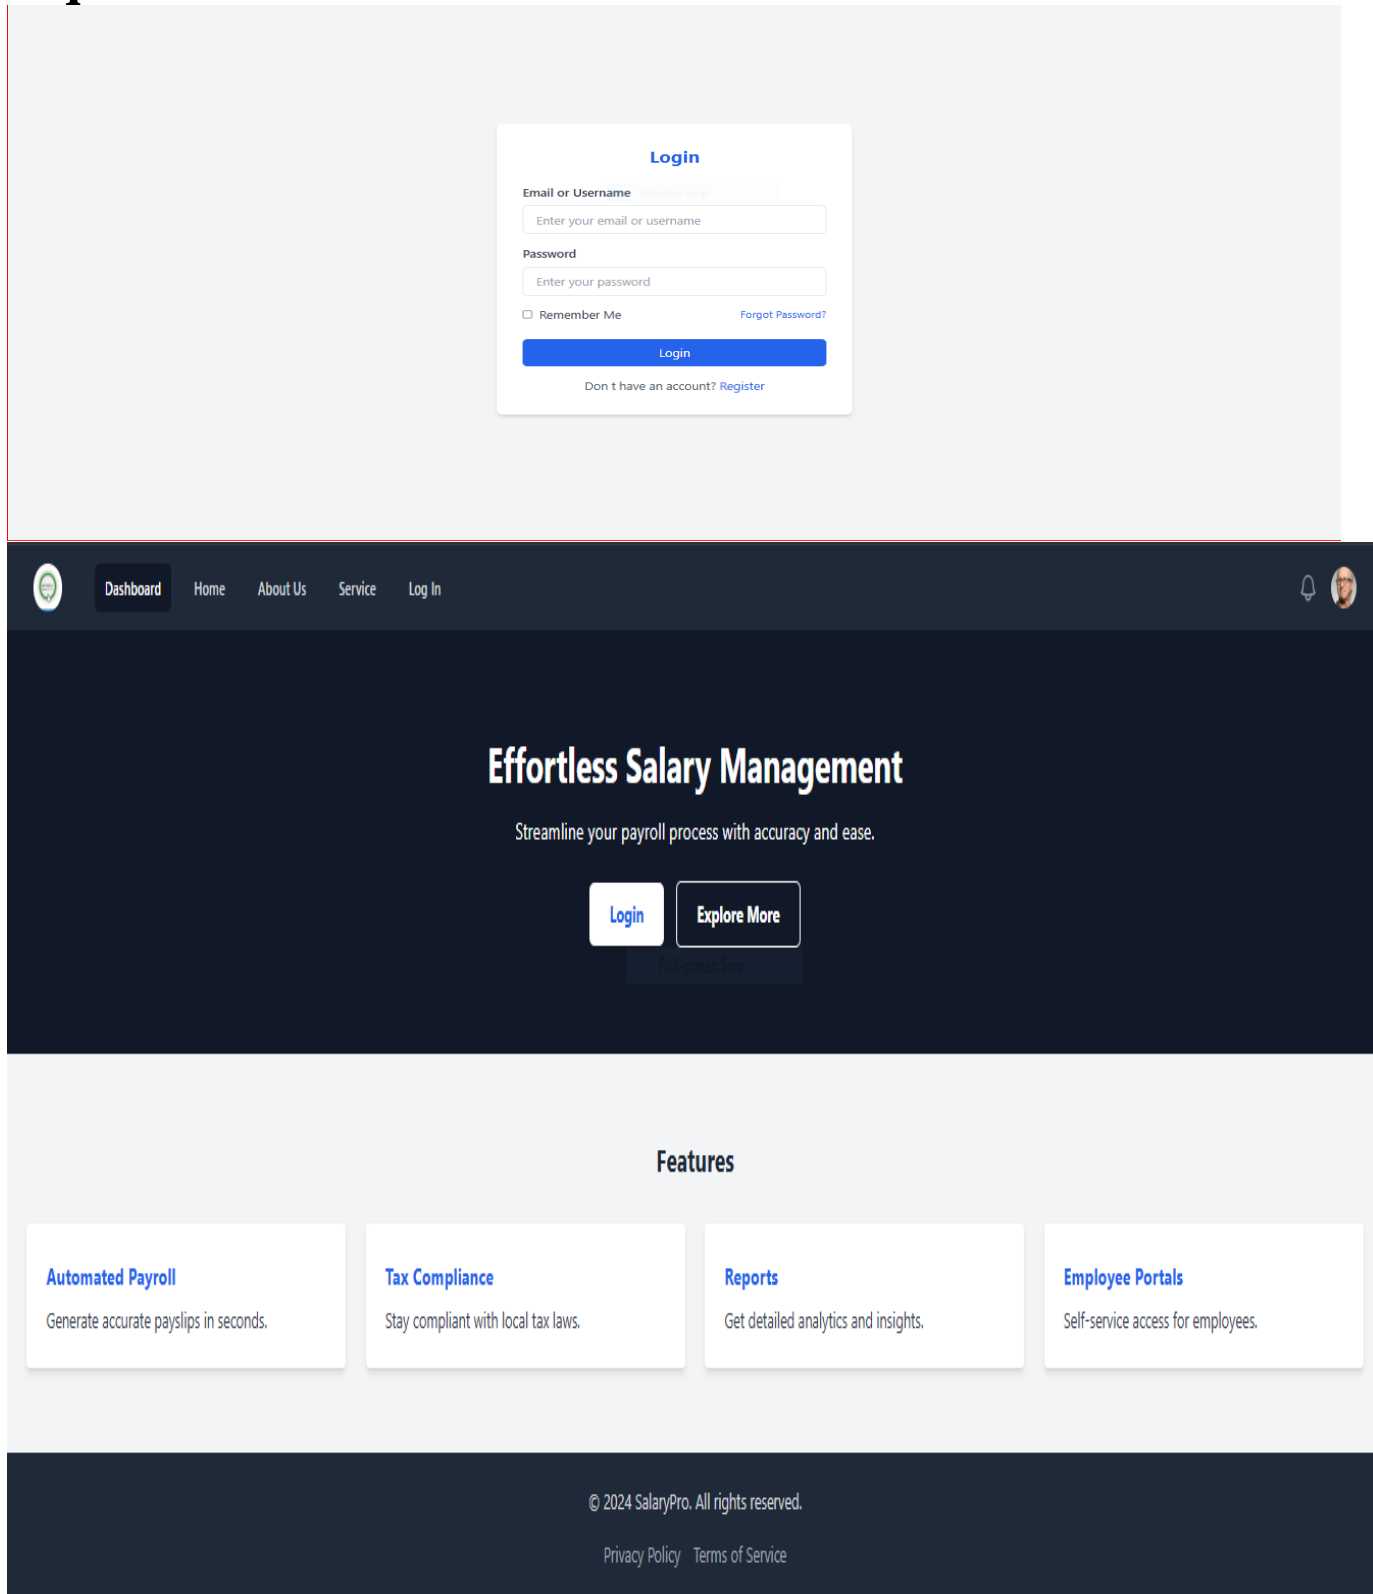 Login
Email or Username
Enter your email or username
Password
Enter your password
Remember Me Forgot Password?
Login
Don t have an account? Register
Dashboard Home About Us Service Log In
Effortless Salary Management
Streamline your payroll process with accuracy and ease.
Login Explore More
Full-screen Snip
Features
Automated Payroll
Generate accurate payslips in seconds.
Tax Compliance
Stay compliant with local tax laws.
Reports
Get detailed analytics and insights.
Employee Portals
Self-service access for employees.
© 2024 SalaryPro. All rights reserved.
Privacy Policy Terms of Service